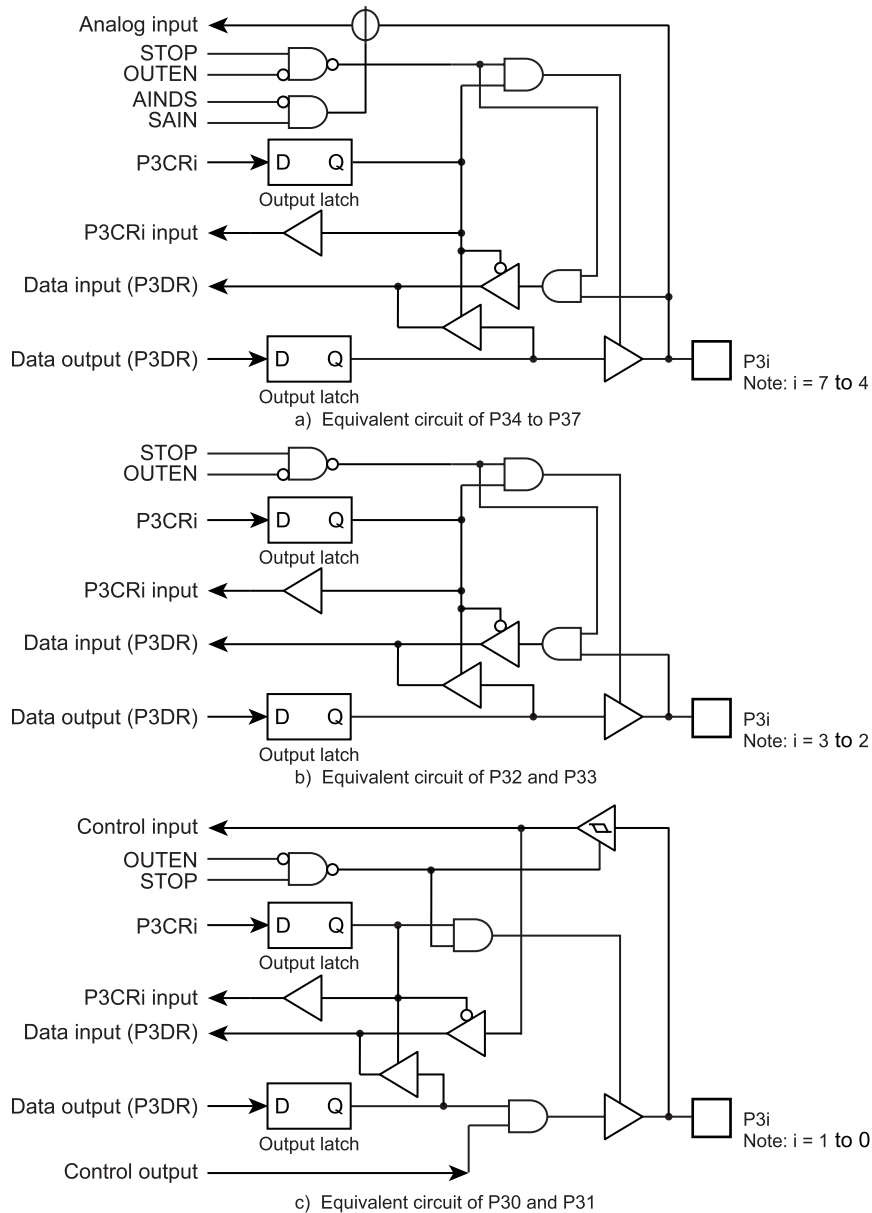 Analog input
STOP
OUTEN
AINDS
SAIN
P3CRi
D Q
Output latch
P3CRi input
Data input (P3DR)
Data output (P3DR)
D Q
Output latch
P3i
Note: i = 7 to 4
a) Equivalent circuit of P34 to P37
STOP
OUTEN
P3CRi
D Q
Output latch
P3CRi input
Data input (P3DR)
Data output (P3DR)
D Q
Output latch
P3i
Note: i = 3 to 2
b) Equivalent circuit of P32 and P33
Control input
OUTEN
STOP
P3CRi
D Q
Output latch
P3CRi input
Data input (P3DR)
Data output (P3DR)
D Q
Output latch
P3i
Note: i = 1 to 0
Control output
c) Equivalent circuit of P30 and P31